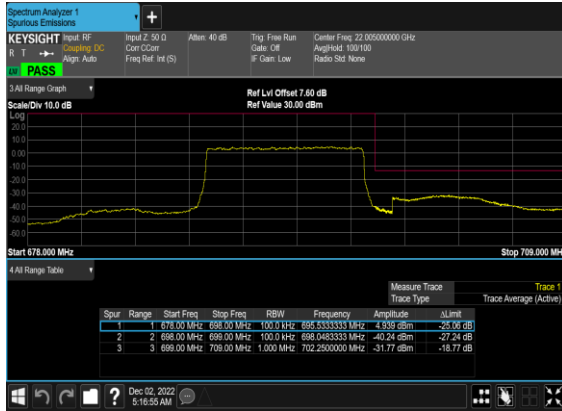 Spectrum Analyzer 1
Spurious Emissions
KEYSIGHT Input: RF Input Z: 50 Ω Atten: 40 dB Trig: Free Run Center Freq: 22.005000000 GHz
R T Coupling: DC Corr CCorr Gate: Off Avg|Hold: 100/100
Align: Auto Freq Ref: Int (S) IF Gain: Low Radio Std: None
PASS
3 All Range Graph
Ref Lvl Offset 7.60 dB
Scale/Div 10.0 dB Ref Value 30.00 dBm
Log
20.0
10.0
0.00
-10.0
-20.0
-30.0
-40.0
-50.0
-60.0
Start 678.000 MHz Stop 709.000 MHz
4 All Range Table
Measure Trace Trace 1
Trace Type Trace Average (Active)
Spur Range Start Freq Stop Freq RBW Frequency Amplitude ΔLimit
1 1 678.00 MHz 698.00 MHz 100.0 kHz 695.5333333 MHz 4.939 dBm -25.06 dB
2 2 698.00 MHz 699.00 MHz 100.0 kHz 698.0483333 MHz -40.24 dBm -27.24 dB
3 3 699.00 MHz 709.00 MHz 1.000 MHz 702.2500000 MHz -31.77 dBm -18.77 dB
Dec 02, 2022
5:16:55 AM